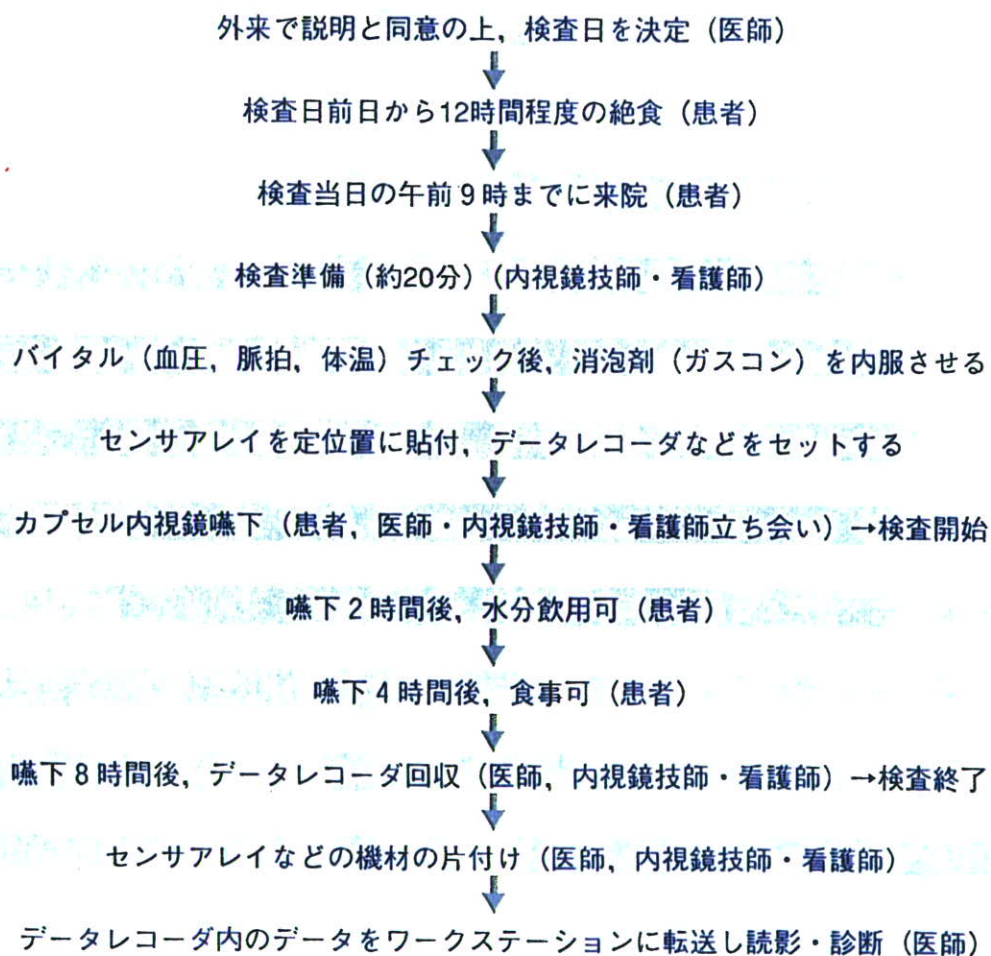 外来で説明と同意の上，検査日を決定（医師）
検査日前日から12時間程度の絶食（患者）
検査当日の午前9時までに来院（患者）
検査準備（約20分）（内視鏡技師・看護師）
バイタル（血圧，脈拍，体温）チェック後，消泡剤（ガスコン）を内服させる
センサアレイを定位置に貼付，データレコーダなどをセットする
カプセル内視鏡嚥下（患者，医師・内視鏡技師・看護師立ち会い）→検査開始
嚥下2時間後，水分飲用可（患者）
嚥下4時間後，食事可（患者）
嚥下8時間後，データレコーダ回収（医師，内視鏡技師・看護師）→検査終了
センサアレイなどの機材の片付け（医師，内視鏡技師・看護師）
データレコーダ内のデータをワークステーションに転送し読影・診断（医師）